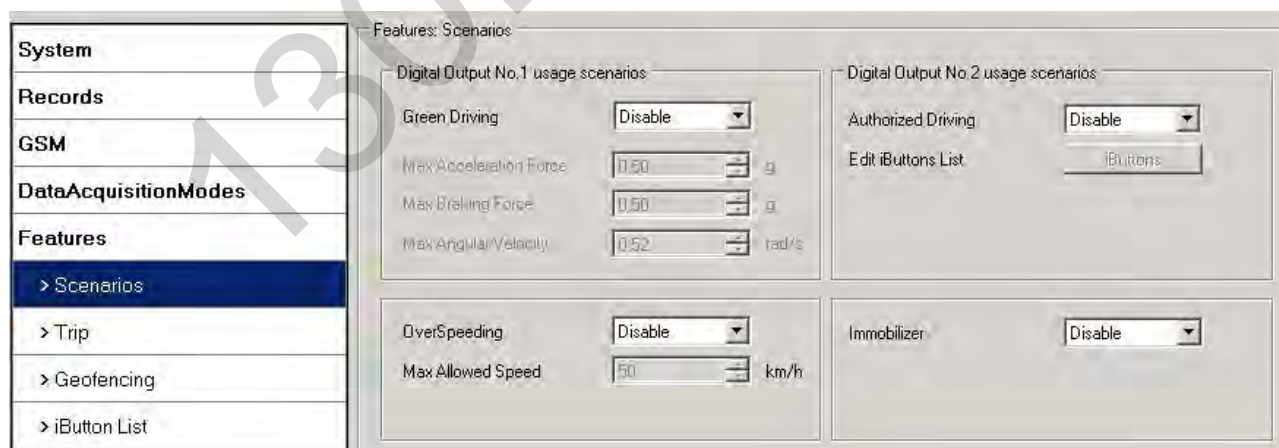 System
Records
GSM
DataAcquisitionModes
Features
> Scenarios
> Trip
> Geofencing
> iButton List
Features: Scenarios
Digital Output No.1 usage scenarios
Green Driving Disable
Max Acceleration Force 0.50 g
Max Braking Force 0.50 g
Max Angular Velocity 0.52 rad/s
OverSpeeding Disable
Max Allowed Speed 50 km/h
Digital Output No.2 usage scenarios
Authorized Driving Disable
Edit iButtons List iButtons
Immobilizer Disable